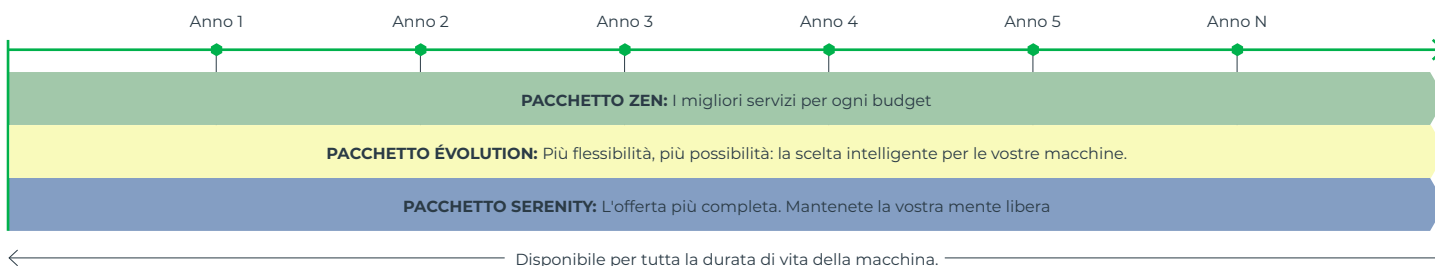 Anno 1 Anno 2 Anno 3 Anno 4 Anno 5 Anno N
PACCHETTO ZEN: I migliori servizi per ogni budget
PACCHETTO ÉVOLUTION: Più flessibilità, più possibilità: la scelta intelligente per le vostre macchine.
PACCHETTO SERENITY: L'offerta più completa. Mantenete la vostra mente libera
Disponibile per tutta la durata di vita della macchina.